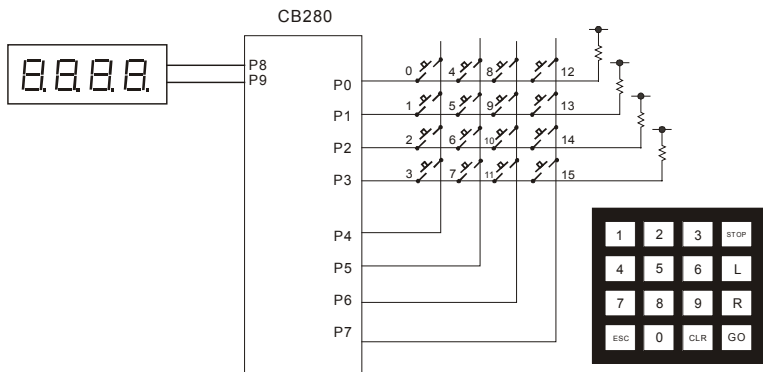 CB280
8.8.8.8.
P8
P9
P0
P1
P2
P3
P4
P5
P6
P7
0 4 8 12
1 5 9 13
2 6 10 14
3 7 11 15
1 2 3 STOP
4 5 6 L
7 8 9 R
ESC 0 CLR GO